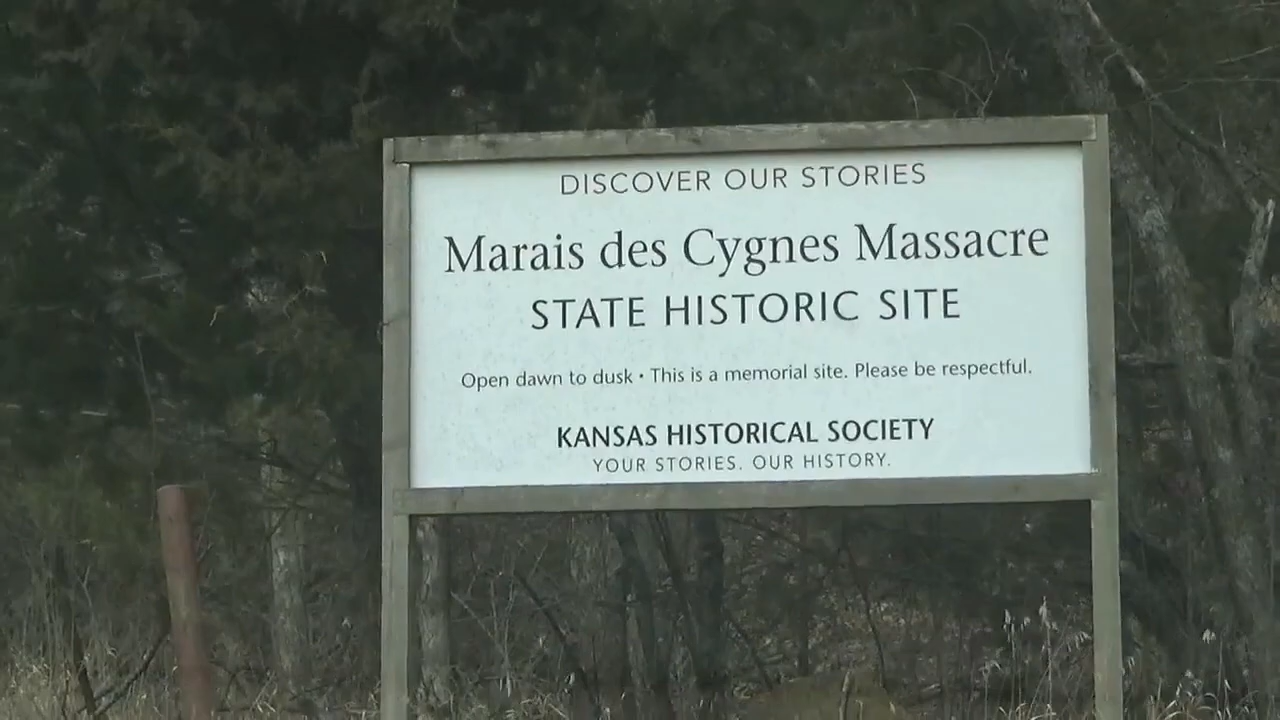 DISCOVER OUR STORIES
Marais des Cygnes Massacre
STATE HISTORIC SITE
Open dawn to dusk • This is a memorial site. Please be respectful.
KANSAS HISTORICAL SOCIETY
YOUR STORIES. OUR HISTORY.